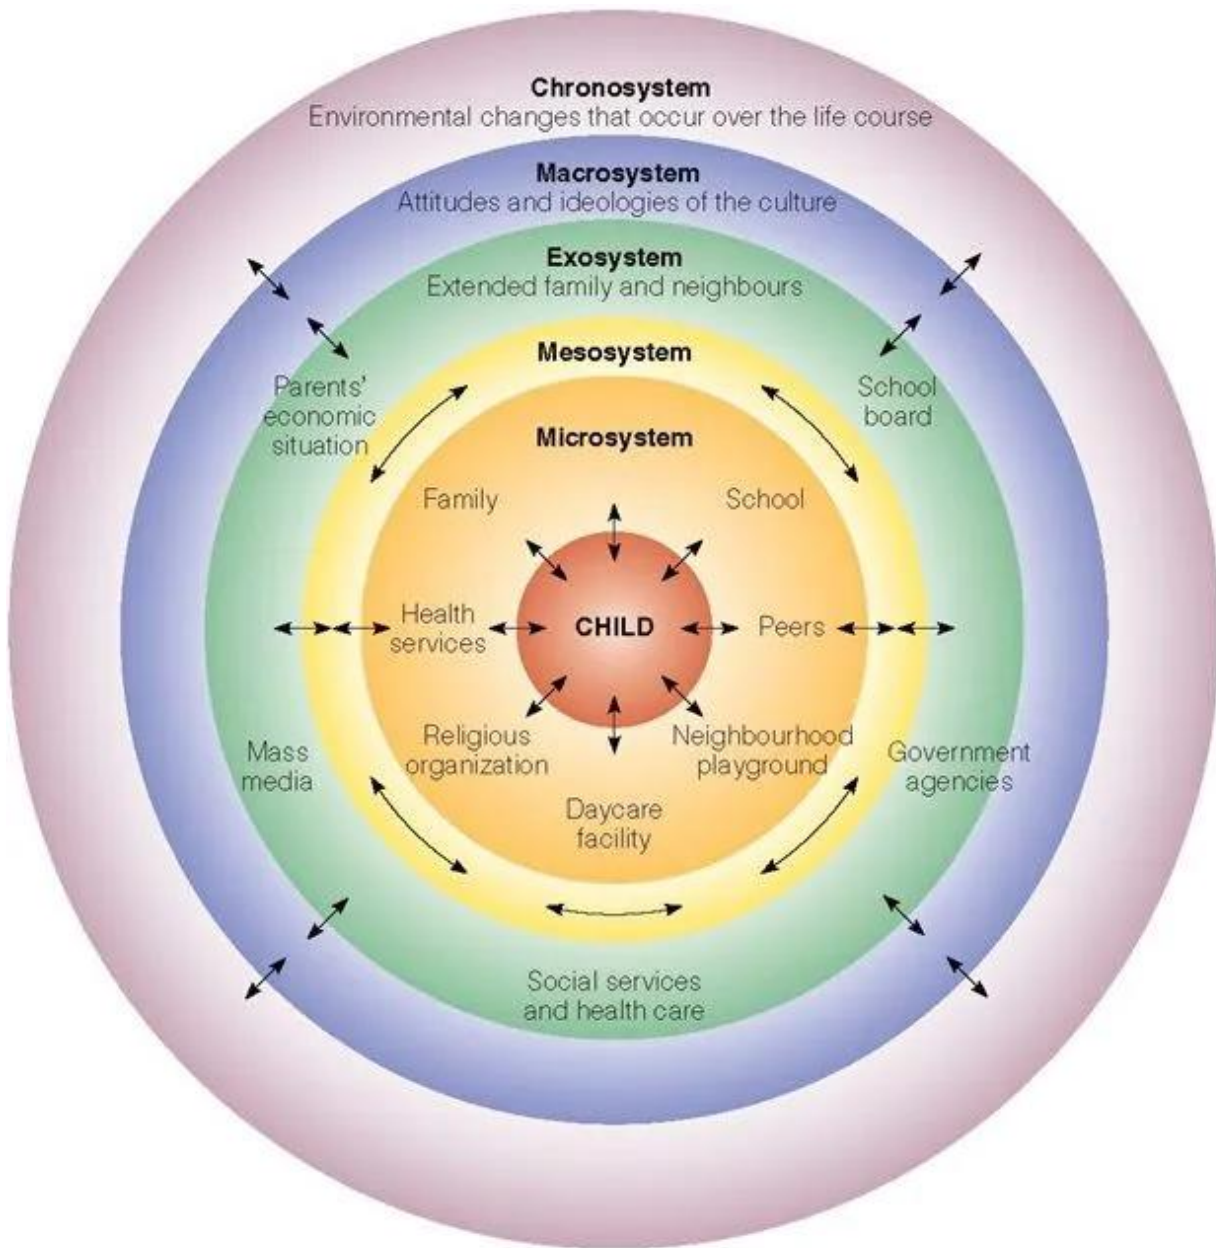 Chronosystem
Environmental changes that occur over the life course
Macrosystem
Attitudes and ideologies of the culture
Exosystem
Extended family and neighbours
Mesosystem
Parents'
economic
situation
School
board
Microsystem
Family
School
Health
services
CHILD
Peers
Religious
organization
Neighbourhood
playground
Mass
media
Government
agencies
Daycare
facility
Social services
and health care